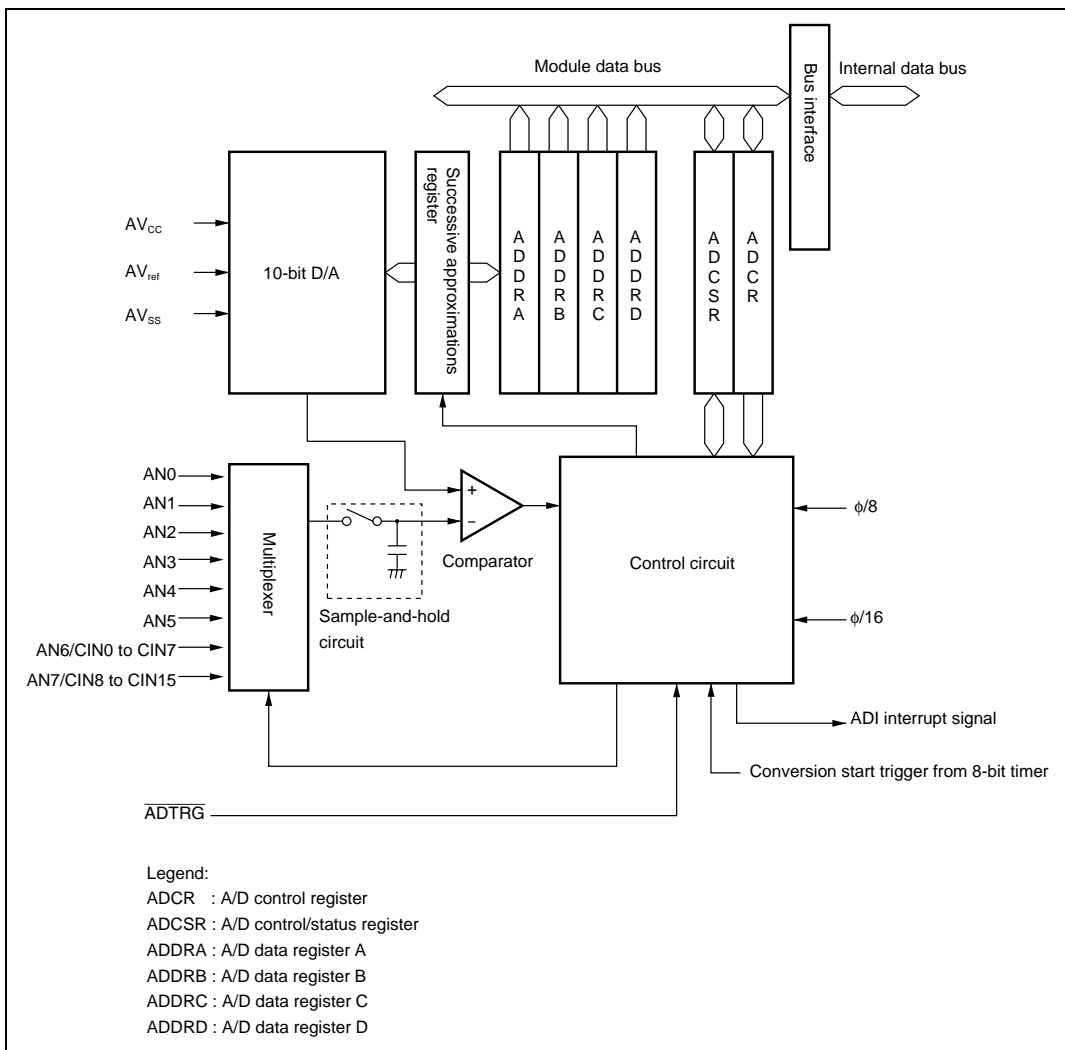 Module data bus
Internal data bus
Bus interface
AVCC
AVref
AVSS
10-bit D/A
Successive approximations
register
ADDRA
ADDRB
ADDRC
ADDRD
ADCSR
ADCR
AN0
AN1
AN2
AN3
AN4
AN5
AN6/CIN0 to CIN7
AN7/CIN8 to CIN15
Multiplexer
+
−
Comparator
Sample-and-hold
circuit
Control circuit
ϕ/8
ϕ/16
ADI interrupt signal
Conversion start trigger from 8-bit timer
ADTRG
Legend:
ADCR : A/D control register
ADCSR : A/D control/status register
ADDRA : A/D data register A
ADDRB : A/D data register B
ADDRC : A/D data register C
ADDRD : A/D data register D